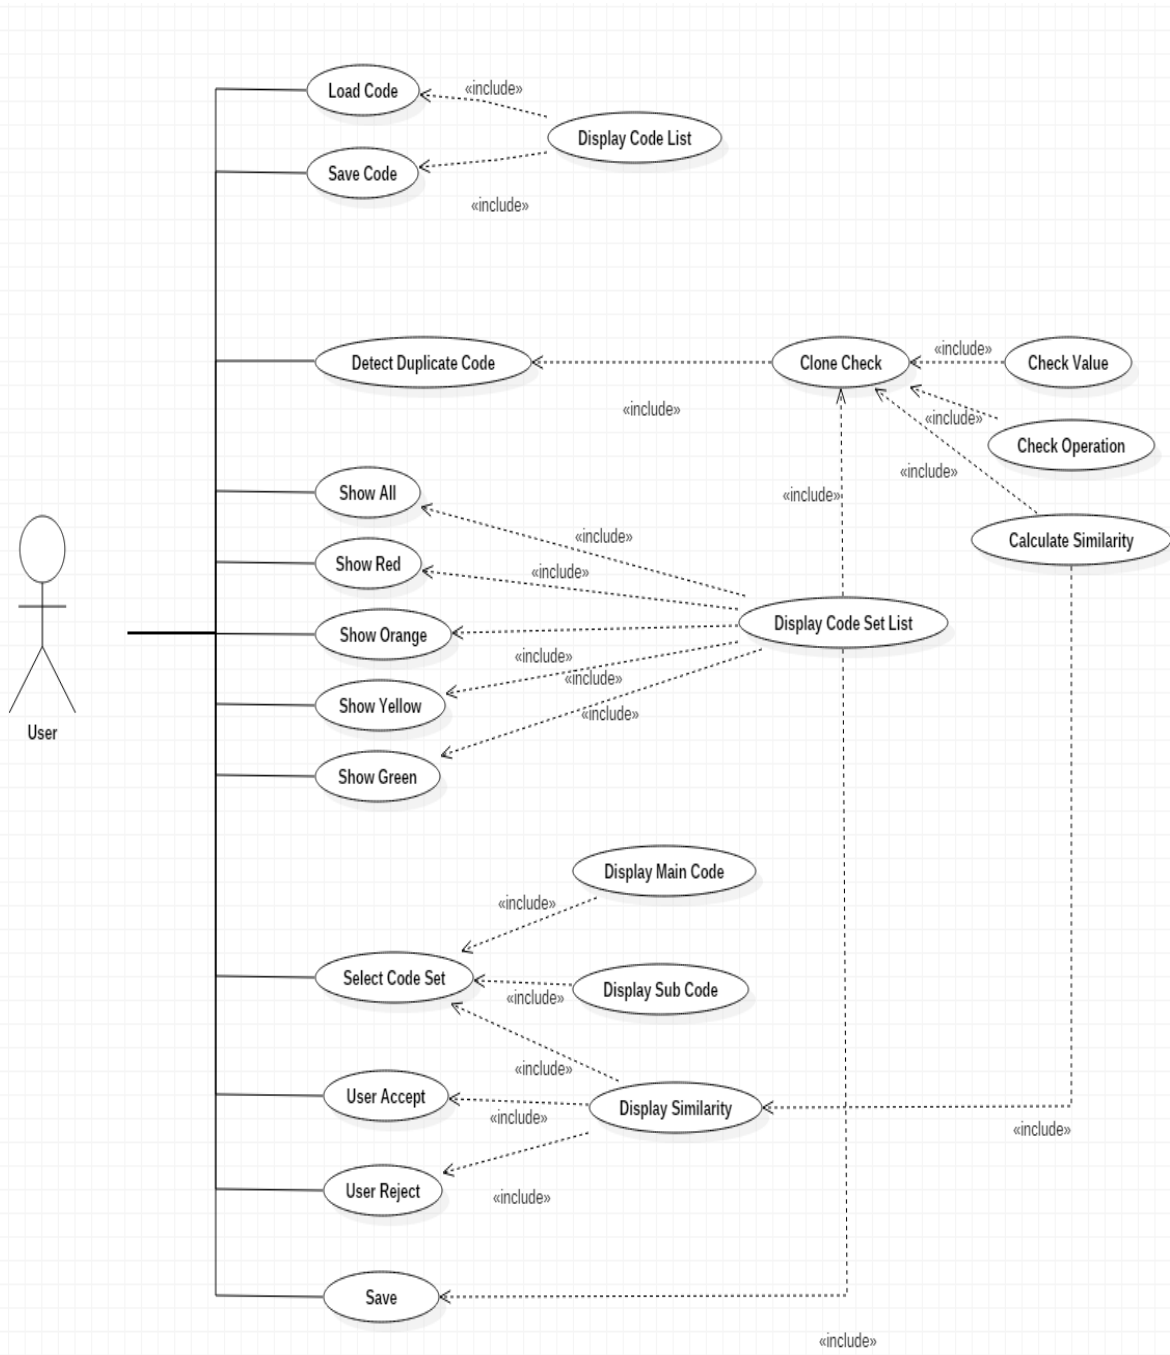 Load Code
«include»
Display Code List
Save Code
«include»
Detect Duplicate Code
Clone Check
«include»
Check Value
«include»
«include»
Check Operation
«include»
Show All
«include»
«include»
Calculate Similarity
Show Red
«include»
Show Orange
Display Code Set List
«include»
«include»
Show Yellow
«include»
User
Show Green
Display Main Code
«include»
Select Code Set
Display Sub Code
«include»
«include»
User Accept
Display Similarity
«include»
«include»
User Reject
«include»
Save
«include»